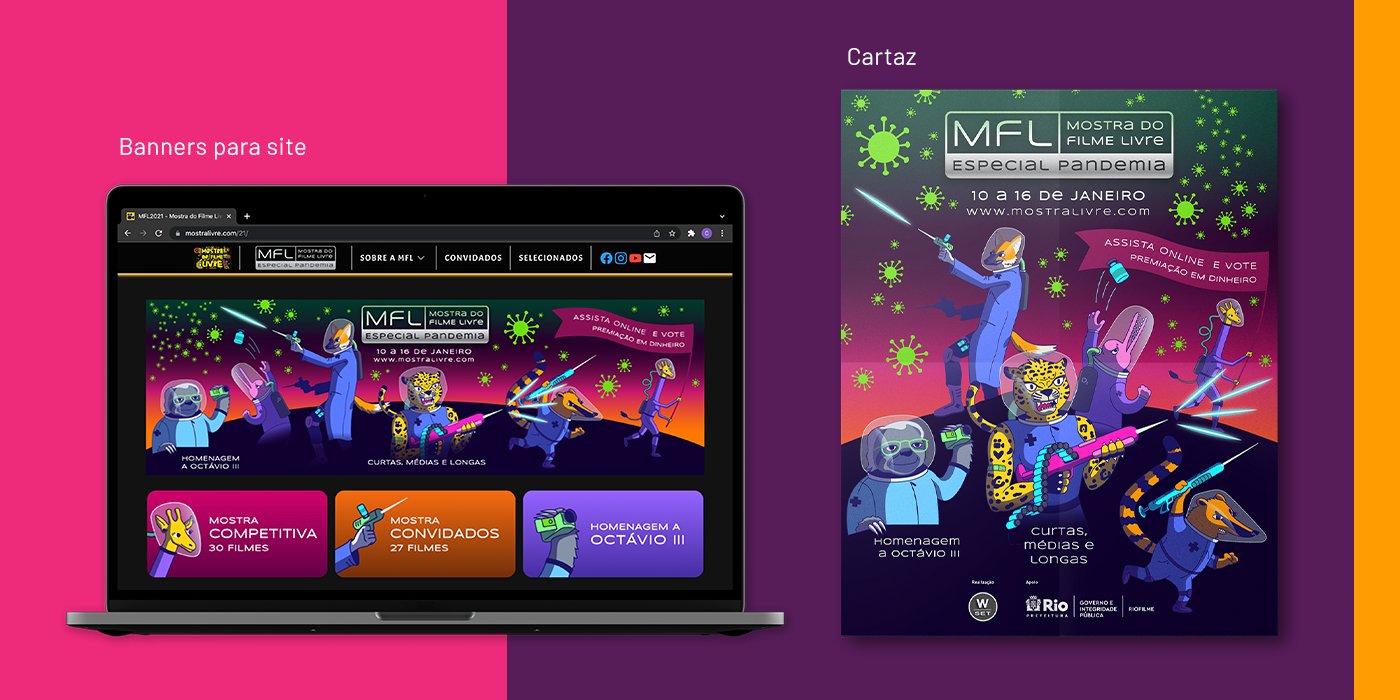 Banners para site
MFL2021 - Mostra do Filme Liv
mostralivre.com/21/
MOSTRA
DO FILME
LIVRE
MFL MOSTRA DO
FILME LIVRE
ESPECIAL PANDEMIA
SOBRE A MFL
CONVIDADOS
SELECIONADOS
MFL MOSTRA DO
FILME LIVRE
ESPECIAL PANDEMIA
10 A 16 DE JANEIRO
www.mostralivre.com
ASSISTA ONLINE E VOTE
PREMIAÇÃO EM DINHEIRO
HOMENAGEM
A OCTÁVIO III
CURTAS, MÉDIAS E LONGAS
MOSTRA
COMPETITIVA
30 FILMES
MOSTRA
CONVIDADOS
27 FILMES
HOMENAGEM A
OCTÁVIO III
Cartaz
MFL MOSTRA DO
FILME LIVRE
ESPECIAL PANDEMIA
10 A 16 DE JANEIRO
www.mostralivre.com
ASSISTA ONLINE E VOTE
PREMIAÇÃO EM DINHEIRO
O₂
HOMENAGEM
A OCTÁVIO III
CURTAS,
MÉDIAS E
LONGAS
Realização
W
SET
Apoio
Rio
PREFEITURA
GOVERNO E
INTEGRIDADE
PÚBLICA
RIOFILME